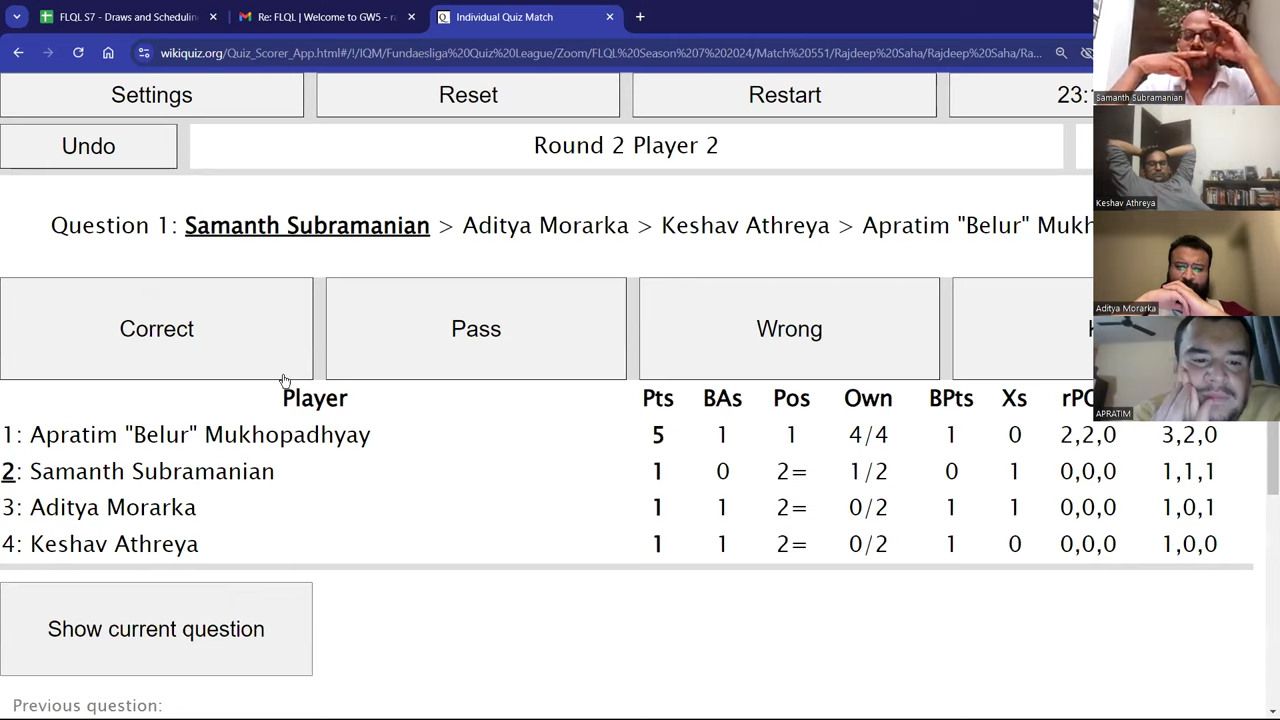 FLQL S7 - Draws and Schedulin
Re: FLQL | Welcome to GW5 - ra
Individual Quiz Match
wikiquiz.org/Quiz_Scorer_App.html#/!/IQM/Fundaesliga%20Quiz%20League/Zoom/FLQL%20Season%207%202024/Match%20551/Rajdeep%20Saha/Rajdeep%20Saha/Ra...
Settings
Reset
Restart
23:
Undo
Round 2 Player 2
Question 1: Samanth Subramanian > Aditya Morarka > Keshav Athreya > Apratim "Belur" Mukh
Correct
Pass
Wrong
Player Pts BAs Pos Own BPts Xs rPO
1: Apratim "Belur" Mukhopadhyay 5 1 1 4/4 1 0 2,2,0 3,2,0
2: Samanth Subramanian 1 0 2= 1/2 0 1 0,0,0 1,1,1
3: Aditya Morarka 1 1 2= 0/2 1 1 0,0,0 1,0,1
4: Keshav Athreya 1 1 2= 0/2 1 0 0,0,0 1,0,0
Show current question
Previous question:
Samanth Subramanian
Keshav Athreya
Aditya Morarka
APRATIM